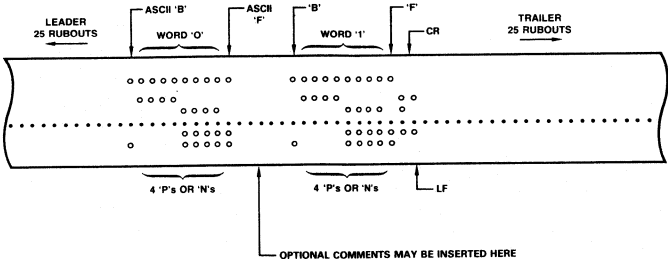 LEADER
25 RUBOUTS
ASCII 'B'
WORD 'O'
ASCII
'F'
'B'
WORD '1'
'F'
CR
TRAILER
25 RUBOUTS
4 'P's OR 'N's
4 'P's OR 'N's
LF
OPTIONAL COMMENTS MAY BE INSERTED HERE